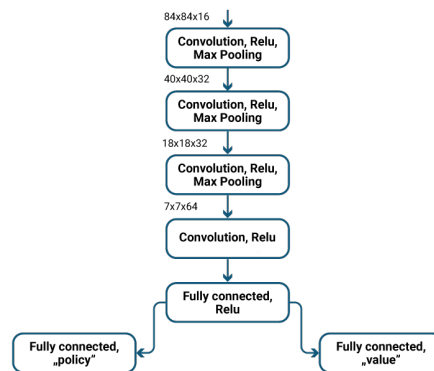 84x84x16
Convolution, Relu,
Max Pooling
40x40x32
Convolution, Relu,
Max Pooling
18x18x32
Convolution, Relu,
Max Pooling
7x7x64
Convolution, Relu
Fully connected,
Relu
Fully connected,
„policy”
Fully connected,
„value”